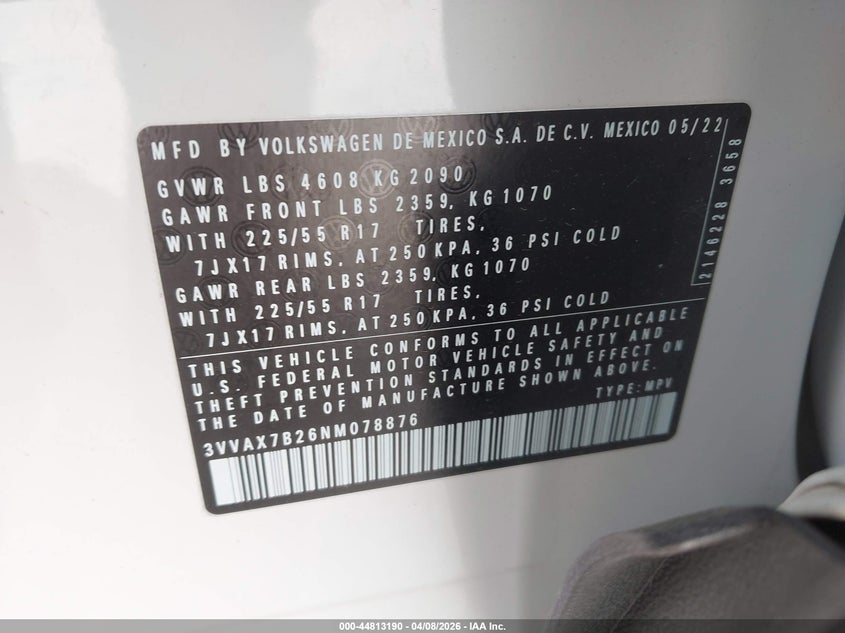 MFD BY VOLKSWAGEN DE MEXICO S.A. DE C.V. MEXICO 05/22
GVWR LBS 4608 KG 2090
GAWR FRONT LBS 2359, KG 1070
WITH 225/55 R17 TIRES,
7JX17 RIMS, AT 250 KPA, 36 PSI COLD
GAWR REAR LBS 2359, KG 1070
WITH 225/55 R17 TIRES,
7JX17 RIMS, AT 250 KPA, 36 PSI COLD
THIS VEHICLE CONFORMS TO ALL APPLICABLE
U.S. FEDERAL MOTOR VEHICLE SAFETY AND
THEFT PREVENTION STANDARDS IN EFFECT ON
THE DATE OF MANUFACTURE SHOWN ABOVE.
TYPE: MPV
3VVAX7B26NM078876
2146228 3658
000-44813190 - 04/08/2026 - IAA Inc.